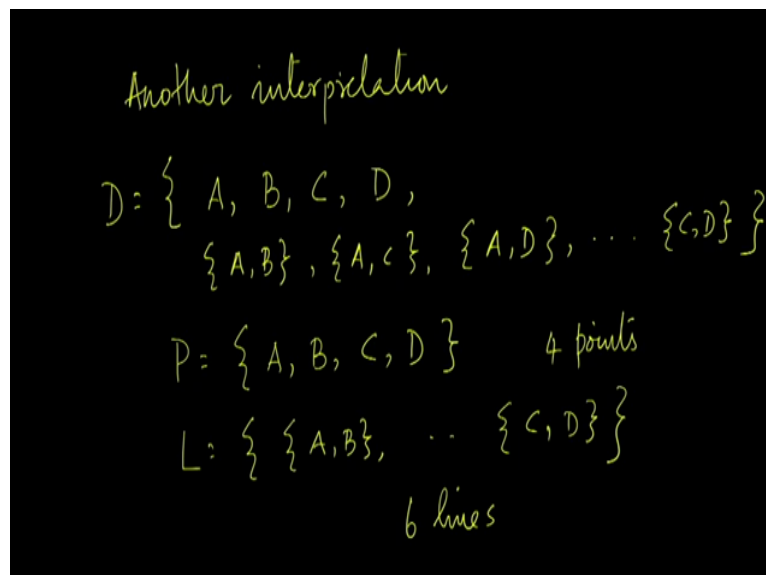 Another interpretation
D = { A, B, C, D,
{A,B}, {A,C}, {A,D}, ... {C,D} }
P = { A, B, C, D } 4 points
L = { {A,B}, .. {C,D} }
6 lines